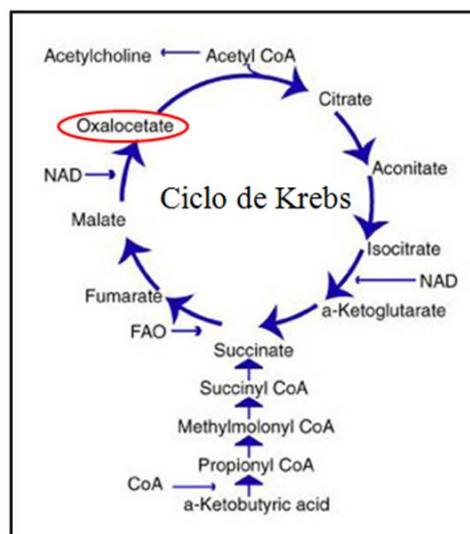 Acetylcholine Acetyl CoA
Citrate
Oxalocetate
Aconitate
NAD
Ciclo de Krebs
Malate
Isocitrate
NAD
Fumarate
a-Ketoglutarate
FAO
Succinate
Succinyl CoA
Methylmolonyl CoA
Propionyl CoA
CoA
a-Ketobutyric acid